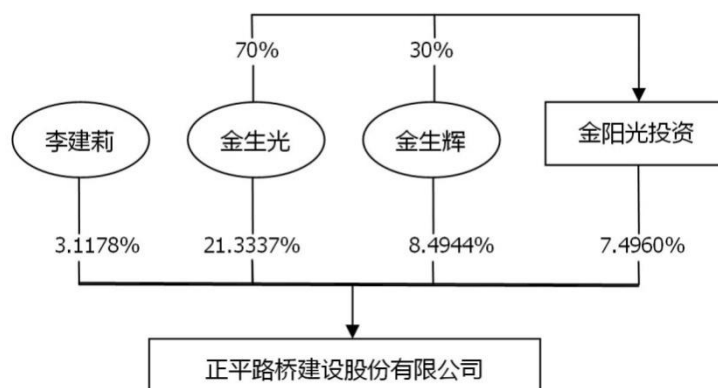 70%
30%
李建莉
金生光
金生辉
金阳光投资
3.1178%
21.3337%
8.4944%
7.4960%
正平路桥建设股份有限公司